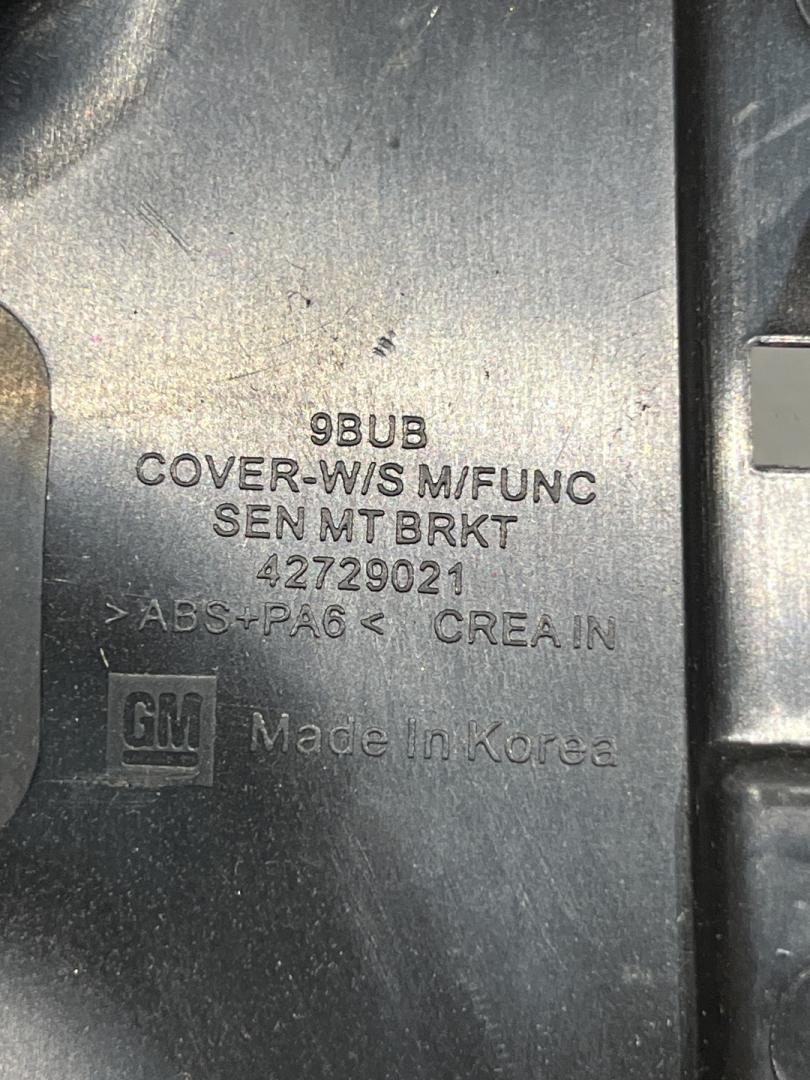 9BUB
COVER-W/S M/FUNC
SEN MT BRKT
42729021
>ABS+PA6< CREA IN
GM Made In Korea